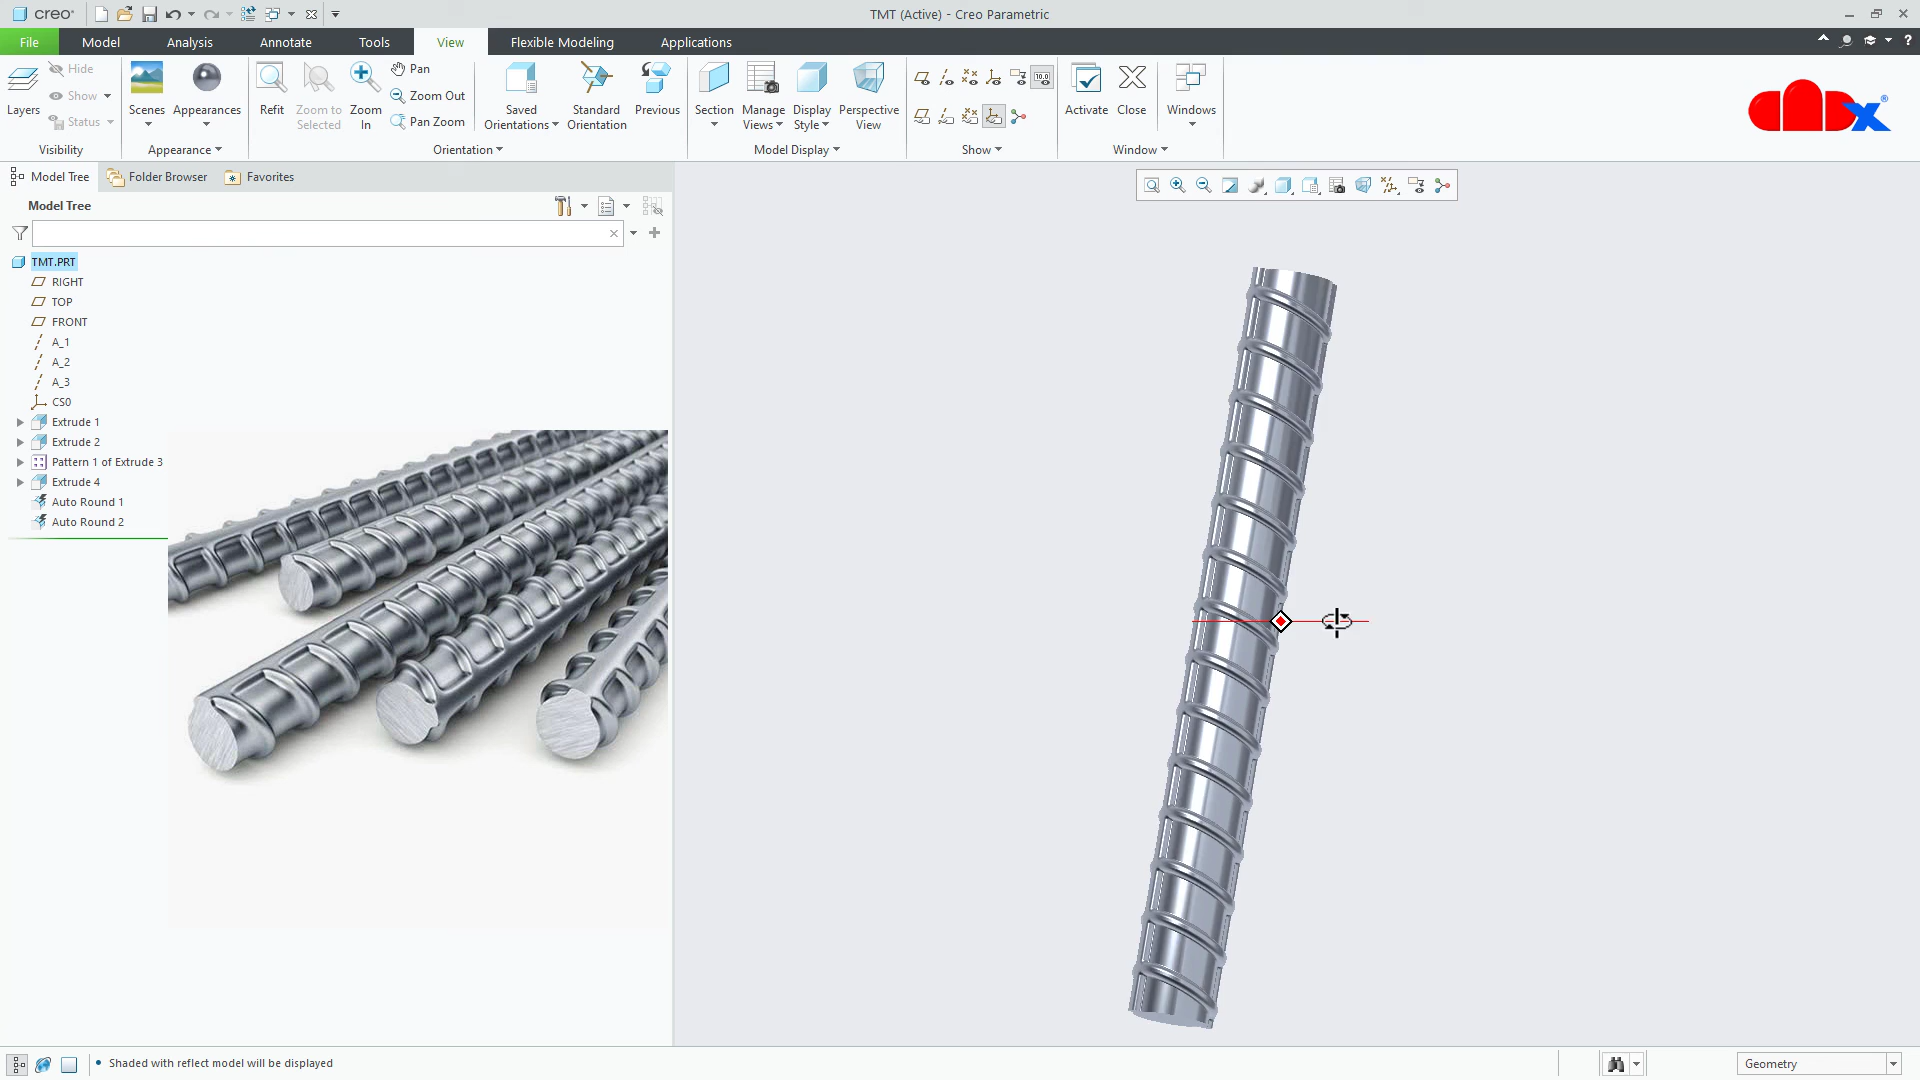 creo
TMT (Active) - Creo Parametric
File Model Analysis Annotate Tools View Flexible Modeling Applications
Layers
Hide
Show
Status
Visibility
Scenes
Appearances
Appearance
Refit
Zoom to
Selected
Zoom
In
Pan
Zoom Out
Pan Zoom
Saved
Orientations
Standard
Orientation
Previous
Orientation
Section
Manage
Views
Display
Style
Perspective
View
Model Display
10.0
Show
Activate
Close
Windows
Window
CADX®
Model Tree Folder Browser Favorites
Model Tree
TMT.PRT
RIGHT
TOP
FRONT
A_1
A_2
A_3
CS0
Extrude 1
Extrude 2
Pattern 1 of Extrude 3
Extrude 4
Auto Round 1
Auto Round 2
• Shaded with reflect model will be displayed
Geometry